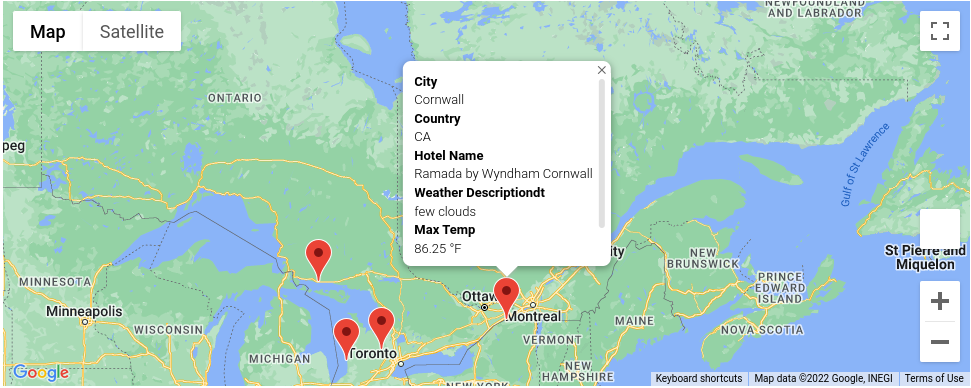 NEWFOUNDLAND
AND LABRADOR
Map
Satellite
ONTARIO
peg
City
Cornwall
Country
CA
Hotel Name
Ramada by Wyndham Cornwall
Weather Descriptiondt
few clouds
Max Temp
86.25 °F
Gulf of St Lawrence
ity
NEW
BRUNSWICK
St Pierre and
Miquelon
PRINCE
EDWARD
ISLAND
MINNESOTA
Minneapolis
WISCONSIN
MICHIGAN
Toronto
Ottaw
Montreal
VERMONT
MAINE
NOVA SCOTIA
NEW
HAMPSHIRE
NEW YORK
Google
Keyboard shortcuts
Map data ©2022 Google, INEGI
Terms of Use